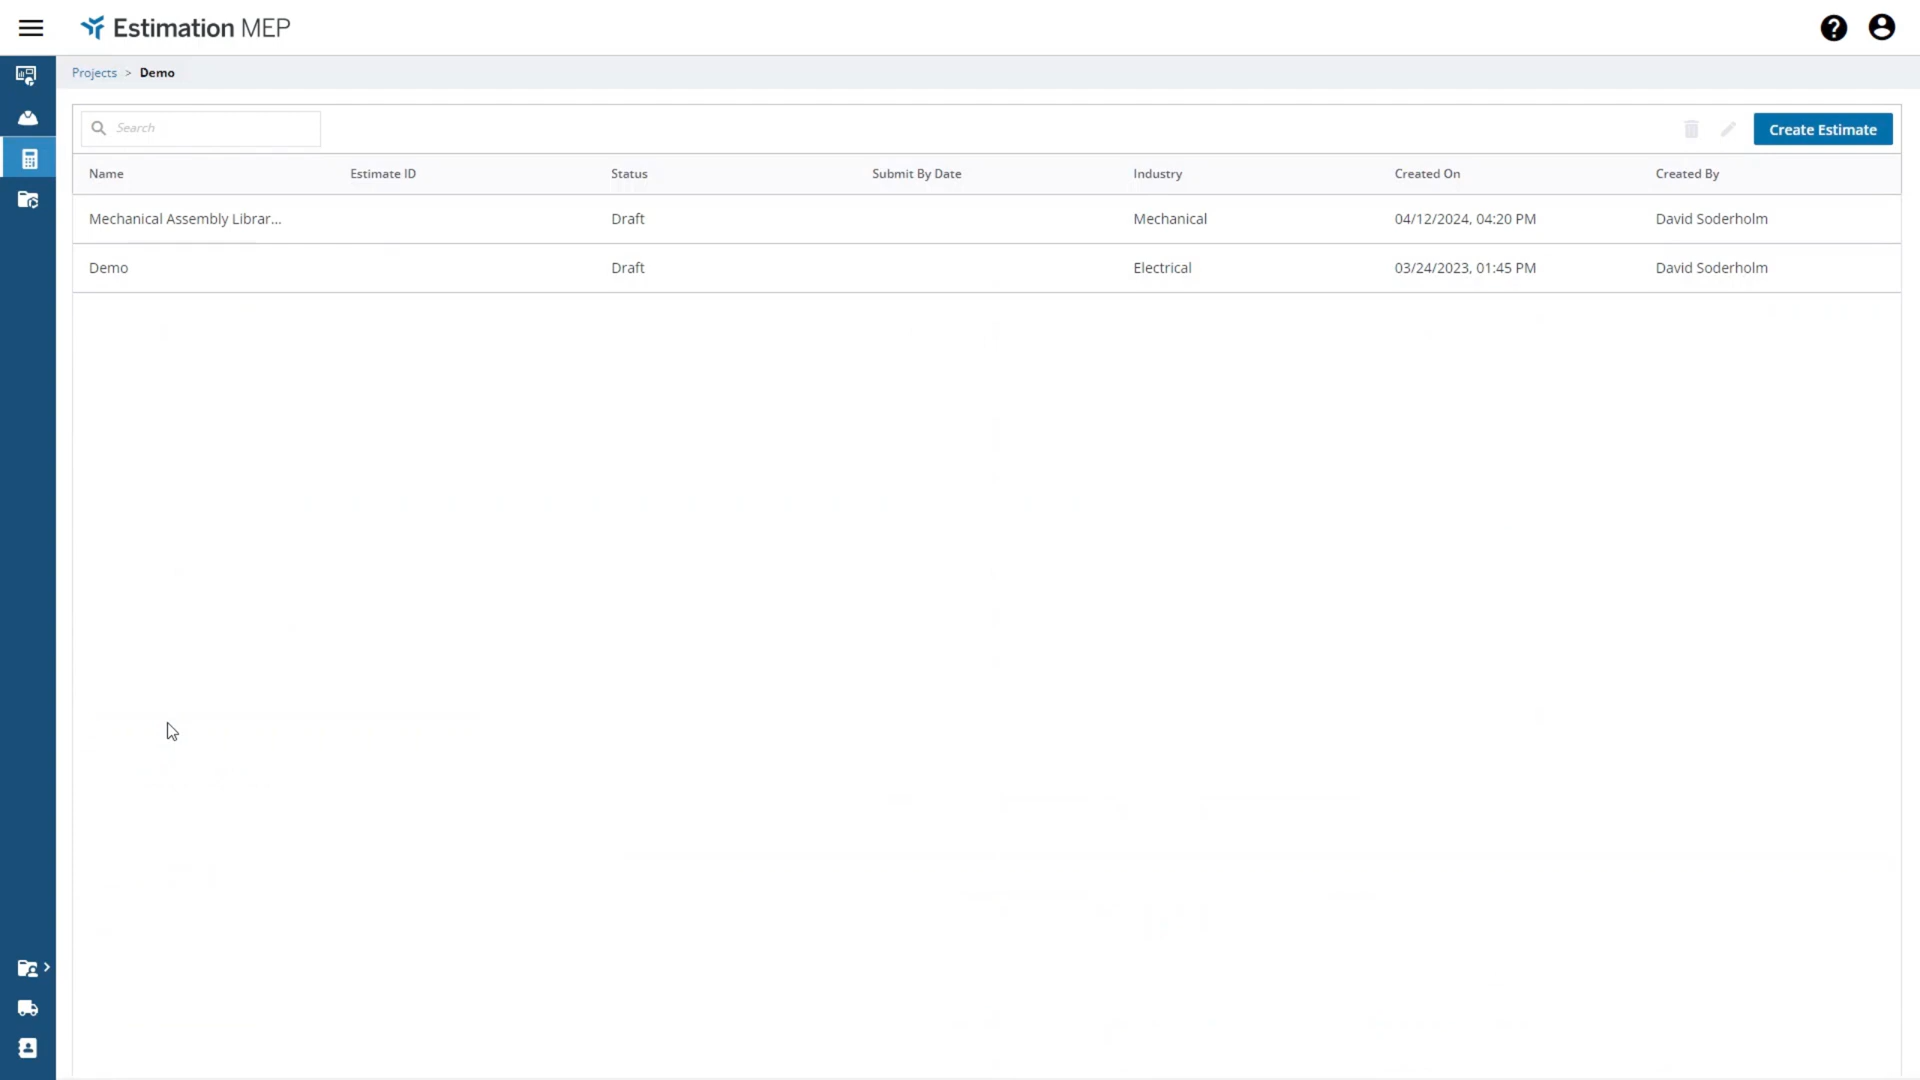 Estimation MEP
Projects > Demo
Search
Create Estimate
Name Estimate ID Status Submit By Date Industry Created On Created By
Mechanical Assembly Librar... Draft Mechanical 04/12/2024, 04:20 PM David Soderholm
Demo Draft Electrical 03/24/2023, 01:45 PM David Soderholm